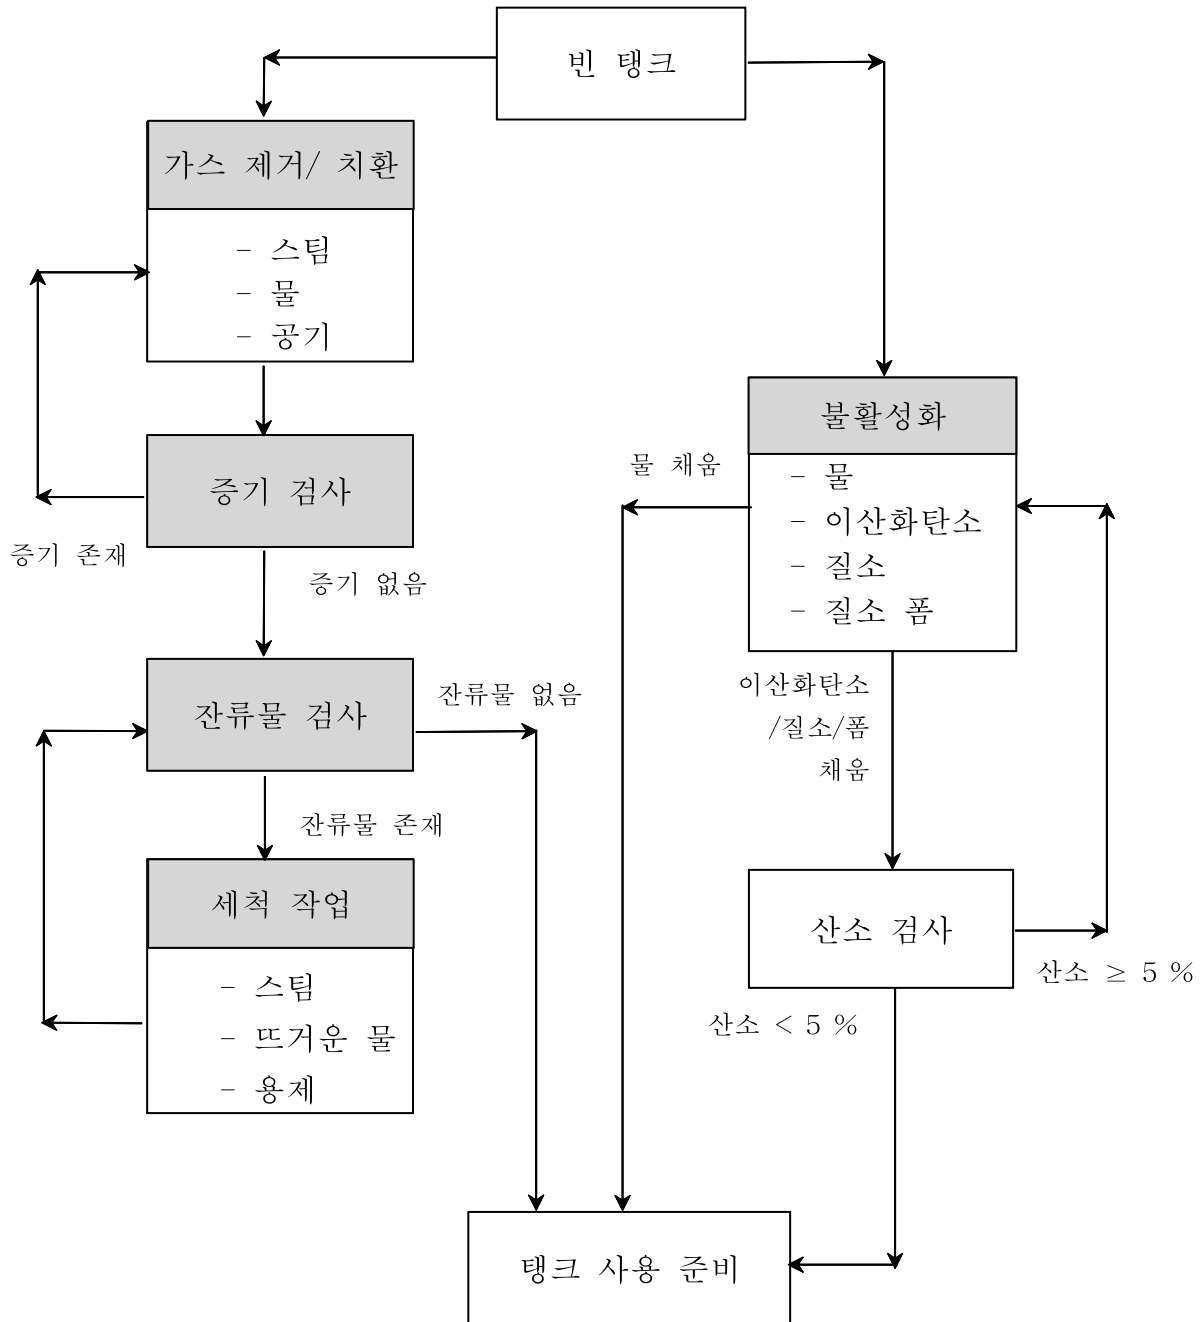 빈 탱크
가스 제거/ 치환
- 스팀
- 물
- 공기
증기 검사
증기 존재
증기 없음
잔류물 검사
잔류물 없음
잔류물 존재
세척 작업
- 스팀
- 뜨거운 물
- 용제
불활성화
- 물
- 이산화탄소
- 질소
- 질소 폼
물 채움
이산화탄소
/질소/폼
채움
산소 검사
산소 ≥ 5 %
산소 < 5 %
탱크 사용 준비